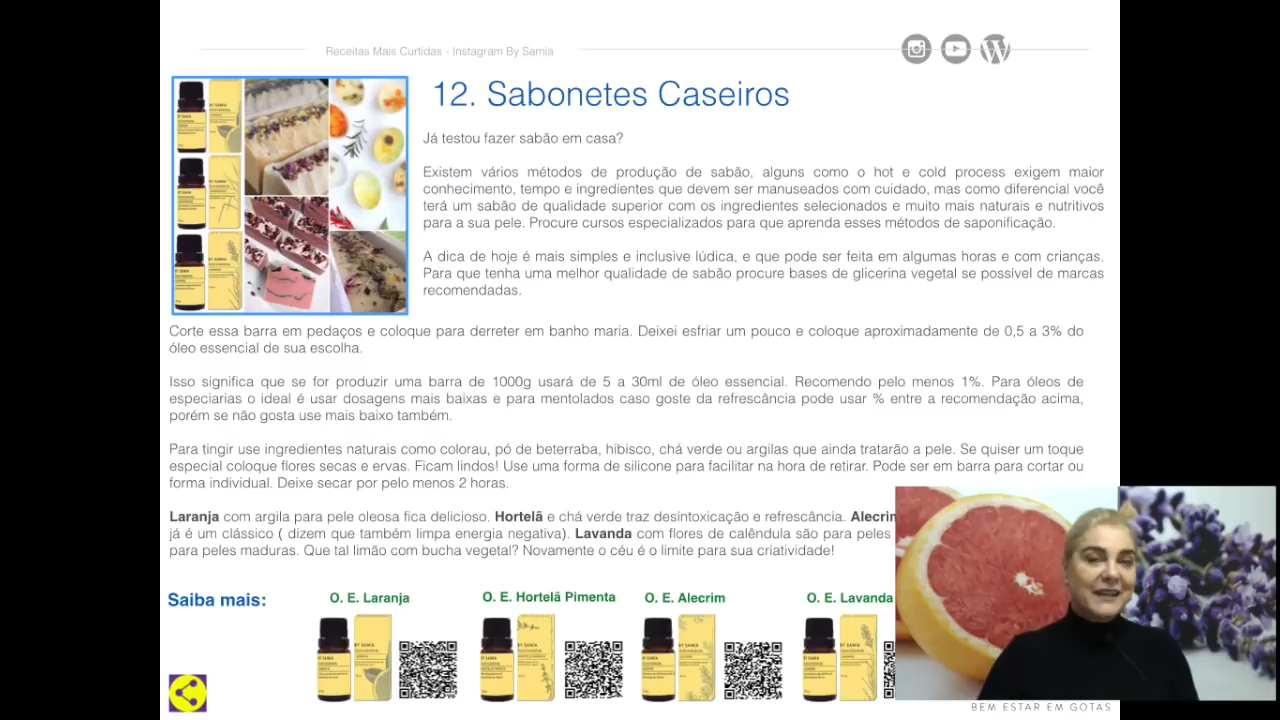 Receitas Mais Curtidas - Instagram By Samia
12. Sabonetes Caseiros
Já testou fazer sabão em casa?
Existem vários métodos de produção de sabão, alguns como o hot e cold process exigem maior
conhecimento, tempo e ingredientes que devem ser manuseados com cuidado, mas como diferencial você
terá um sabão de qualidade superior com os ingredientes selecionados e muito mais naturais e nutritivos
para a sua pele. Procure cursos especializados para que aprenda esses métodos de saponificação.
A dica de hoje é mais simples e inclusive lúdica, e que pode ser feita em algumas horas e com crianças.
Para que tenha uma melhor qualidade de sabão procure bases de glicerina vegetal se possível de marcas
recomendadas.
Corte essa barra em pedaços e coloque para derreter em banho maria. Deixei esfriar um pouco e coloque aproximadamente de 0,5 a 3% do
óleo essencial de sua escolha.
Isso significa que se for produzir uma barra de 1000g usará de 5 a 30ml de óleo essencial. Recomendo pelo menos 1%. Para óleos de
especiarias o ideal é usar dosagens mais baixas e para mentolados caso goste da refrescância pode usar % entre a recomendação acima,
porém se não gosta use mais baixo também.
Para tingir use ingredientes naturais como colorau, pó de beterraba, hibisco, chá verde ou argilas que ainda tratarão a pele. Se quiser um toque
especial coloque flores secas e ervas. Ficam lindos! Use uma forma de silicone para facilitar na hora de retirar. Pode ser em barra para cortar ou
forma individual. Deixe secar por pelo menos 2 horas.
Laranja com argila para pele oleosa fica delicioso. Hortelã e chá verde traz desintoxicação e refrescância. Alecrin
já é um clássico ( dizem que também limpa energia negativa). Lavanda com flores de calêndula são para peles
para peles maduras. Que tal limão com bucha vegetal? Novamente o céu é o limite para sua criatividade!
Saiba mais:
O. E. Laranja
O. E. Hortelã Pimenta
O. E. Alecrim
O. E. Lavanda
BEM ESTAR EM GOTAS